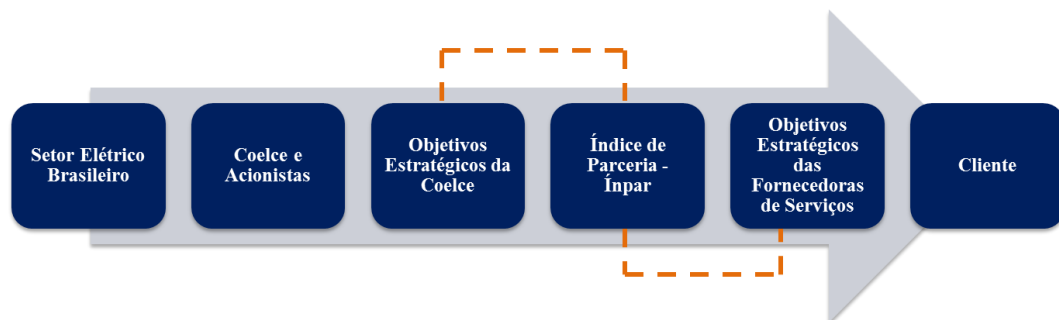 Setor Elétrico
Brasileiro
Coelce e
Acionistas
Objetivos
Estratégicos da
Coelce
Índice de
Parceria -
Ínpar
Objetivos
Estratégicos
das
Fornecedoras
de Serviços
Cliente